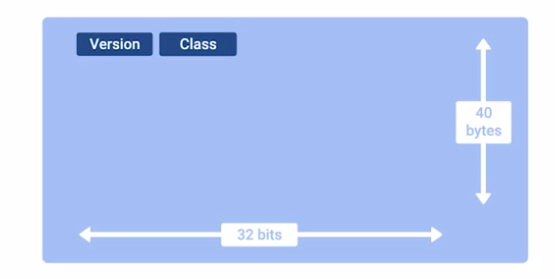 Version Class
40
bytes
32 bits